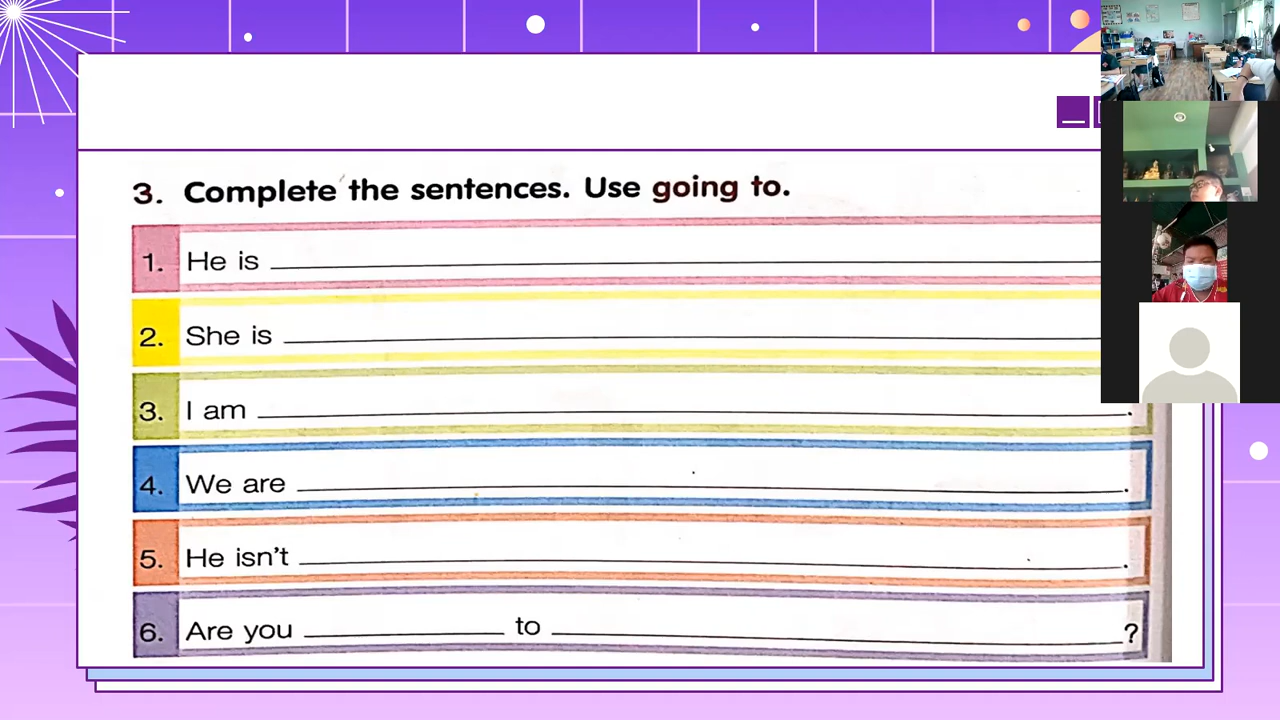 3. Complete the sentences. Use going to.
1. He is
2. She is
3. I am .
4. We are .
5. He isn't .
6. Are you to ?